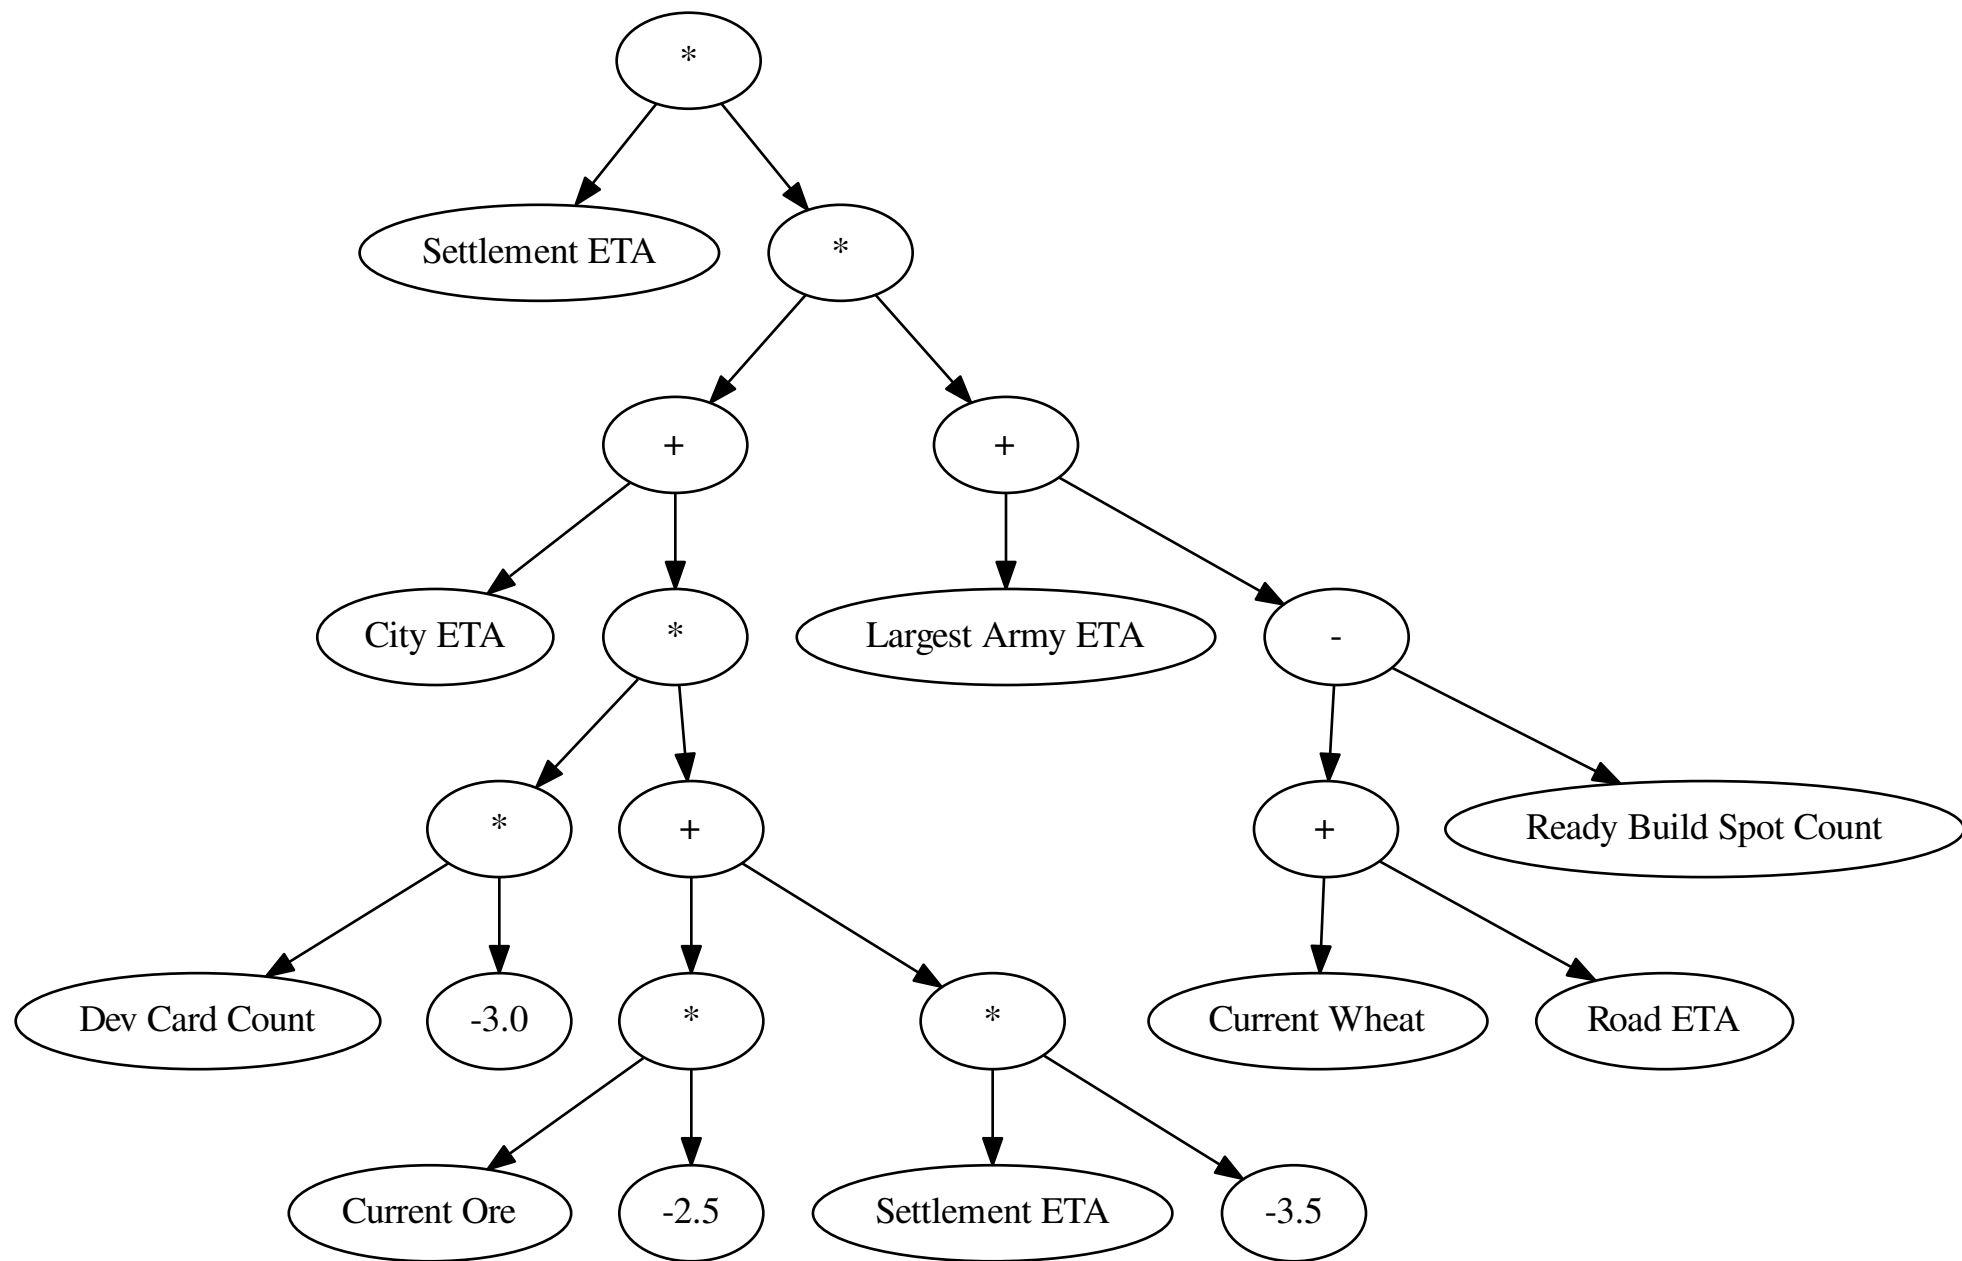 *
Settlement ETA
*
+
+
City ETA
*
Largest Army ETA
-
*
+
+
Ready Build Spot Count
Dev Card Count
-3.0
*
*
Current Wheat
Road ETA
Current Ore
-2.5
Settlement ETA
-3.5